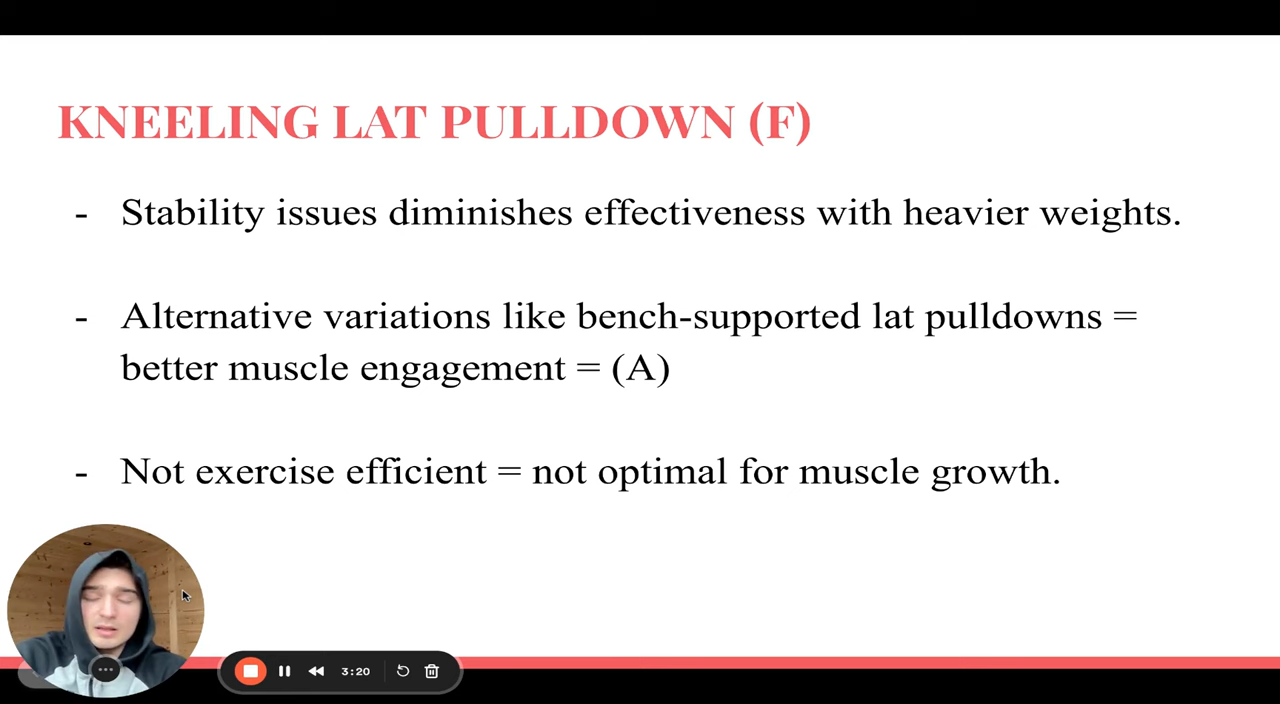 KNEELING LAT PULLDOWN (F)
- Stability issues diminishes effectiveness with heavier weights.
- Alternative variations like bench-supported lat pulldowns =
better muscle engagement = (A)
- Not exercise efficient = not optimal for muscle growth.
3:20